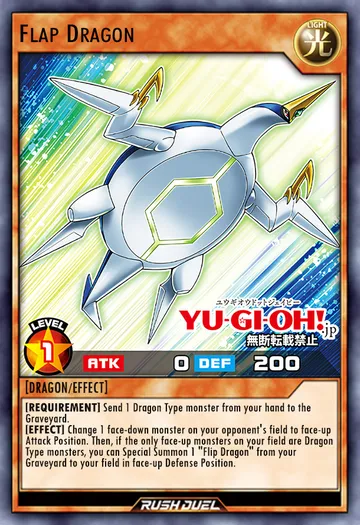 FLAP DRAGON
LIGHT
光
ユウギオウドットジェイピー
YU-GI-OH!.jp
無断転載禁止
LEVEL
1
ATK 0 DEF 200
[DRAGON/EFFECT]
[REQUIREMENT] Send 1 Dragon Type monster from your hand to the
Graveyard.
[EFFECT] Change 1 face-down monster on your opponent's field to face-up
Attack Position. Then, if the only face-up monsters on your field are Dragon
Type monsters, you can Special Summon 1 "Flip Dragon" from your
Graveyard to your field in face-up Defense Position.
RUSH DUEL